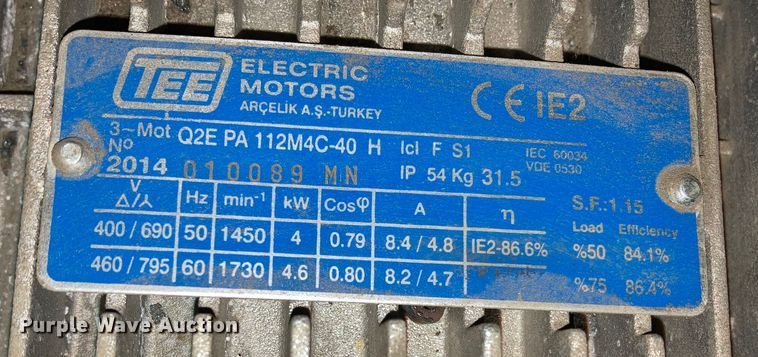 TEE
ELECTRIC
MOTORS
ARÇELİK A.Ş.-TURKEY
CE IE2
3~Mot Q2E PA 112M4C-40 H Icl F S1
IEC 60034
VDE 0530
No
2014 010089 MN IP 54 Kg 31.5
V Δ/⅄ Hz min-¹ kW Cosφ A η S.F.:1.15
Load Efficiency
400 / 690 50 1450 4 0.79 8.4 / 4.8 IE2-86.6% %50 84.1%
460 / 795 60 1730 4.6 0.80 8.2 / 4.7 %75 86.4%
Purple Wave Auction